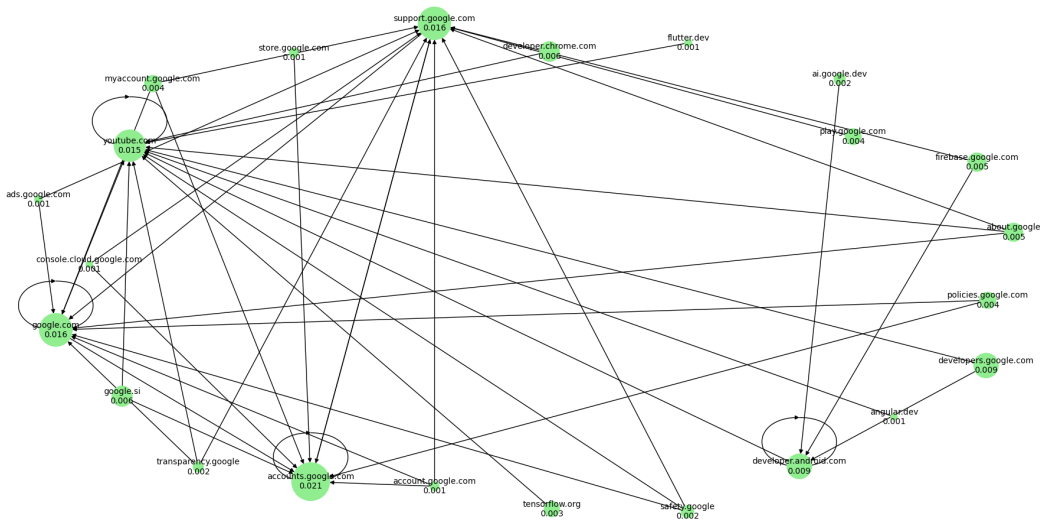 support.google.com
0.016
store.google.com
0.001
developer.chrome.com
0.006
flutter.dev
0.001
myaccount.google.com
0.004
ai.google.dev
0.002
youtube.com
0.015
play.google.com
0.004
firebase.google.com
0.005
ads.google.com
0.001
about.google
0.005
console.cloud.google.com
0.001
policies.google.com
0.004
google.com
0.016
developers.google.com
0.009
google.si
0.006
angular.dev
0.001
transparency.google
0.002
accounts.google.com
0.021
account.google.com
0.001
developer.android.com
0.009
tensorflow.org
0.003
safety.google
0.002